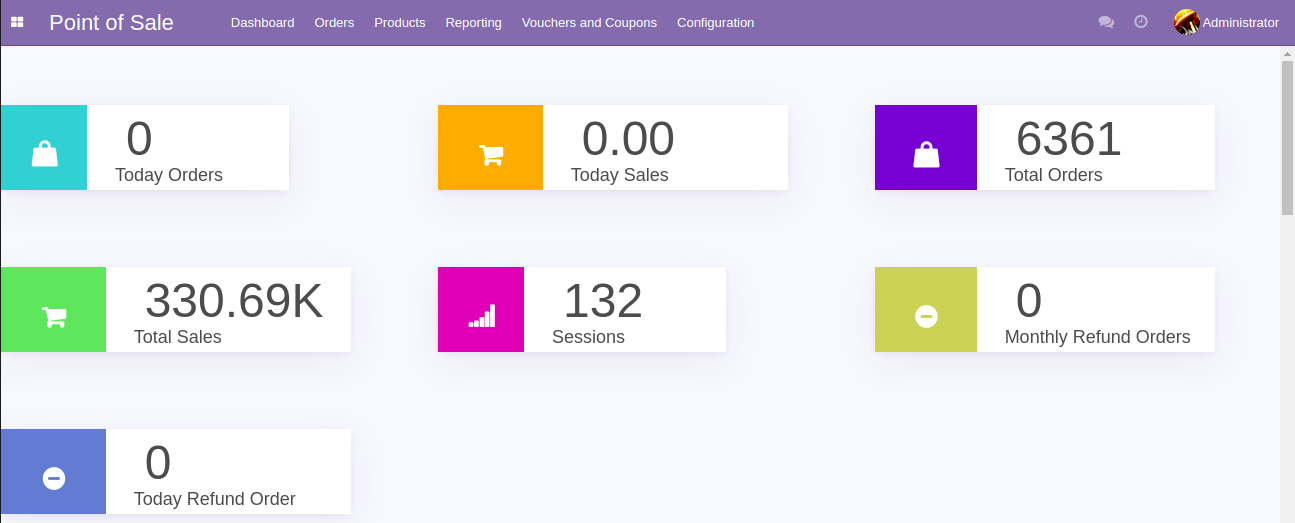 Point of Sale
Dashboard Orders Products Reporting Vouchers and Coupons Configuration
Administrator
0
Today Orders
0.00
Today Sales
6361
Total Orders
330.69K
Total Sales
132
Sessions
0
Monthly Refund Orders
0
Today Refund Order